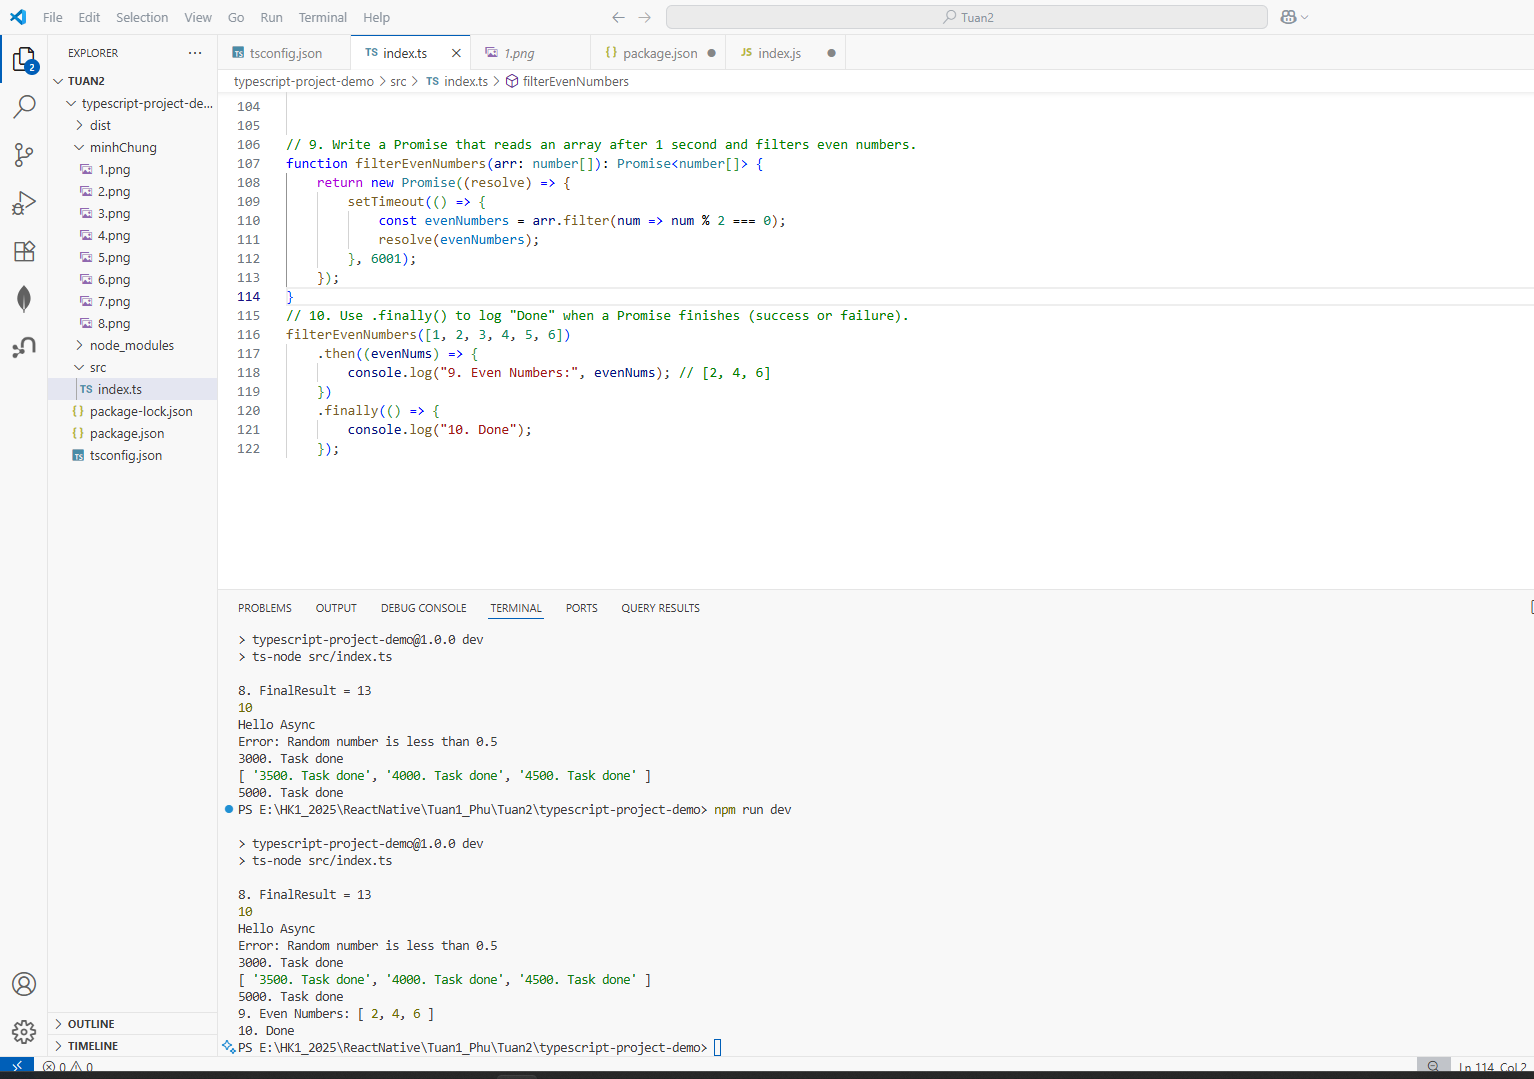 File Edit Selection View Go Run Terminal Help
Tuan2
EXPLORER
TUAN2
typescript-project-de...
dist
minhChung
1.png
2.png
3.png
4.png
5.png
6.png
7.png
8.png
node_modules
src
TS index.ts
{} package-lock.json
{} package.json
TS tsconfig.json
OUTLINE
TIMELINE
2
TS tsconfig.json
TS index.ts
1.png
{} package.json
JS index.js
typescript-project-demo > src > TS index.ts > filterEvenNumbers
104
105
106 // 9. Write a Promise that reads an array after 1 second and filters even numbers.
107 function filterEvenNumbers(arr: number[]): Promise<number[]> {
108 return new Promise((resolve) => {
109 setTimeout(() => {
110 const evenNumbers = arr.filter(num => num % 2 === 0);
111 resolve(evenNumbers);
112 }, 6001);
113 });
114 }
115 // 10. Use .finally() to log "Done" when a Promise finishes (success or failure).
116 filterEvenNumbers([1, 2, 3, 4, 5, 6])
117 .then((evenNums) => {
118 console.log("9. Even Numbers:", evenNums); // [2, 4, 6]
119 })
120 .finally(() => {
121 console.log("10. Done");
122 });
PROBLEMS OUTPUT DEBUG CONSOLE TERMINAL PORTS QUERY RESULTS
> typescript-project-demo@1.0.0 dev
> ts-node src/index.ts
8. FinalResult = 13
10
Hello Async
Error: Random number is less than 0.5
3000. Task done
[ '3500. Task done', '4000. Task done', '4500. Task done' ]
5000. Task done
PS E:\HK1_2025\ReactNative\Tuan1_Phu\Tuan2\typescript-project-demo> npm run dev
> typescript-project-demo@1.0.0 dev
> ts-node src/index.ts
8. FinalResult = 13
10
Hello Async
Error: Random number is less than 0.5
3000. Task done
[ '3500. Task done', '4000. Task done', '4500. Task done' ]
5000. Task done
9. Even Numbers: [ 2, 4, 6 ]
10. Done
PS E:\HK1_2025\ReactNative\Tuan1_Phu\Tuan2\typescript-project-demo>
0 0
Ln 114, Col 2